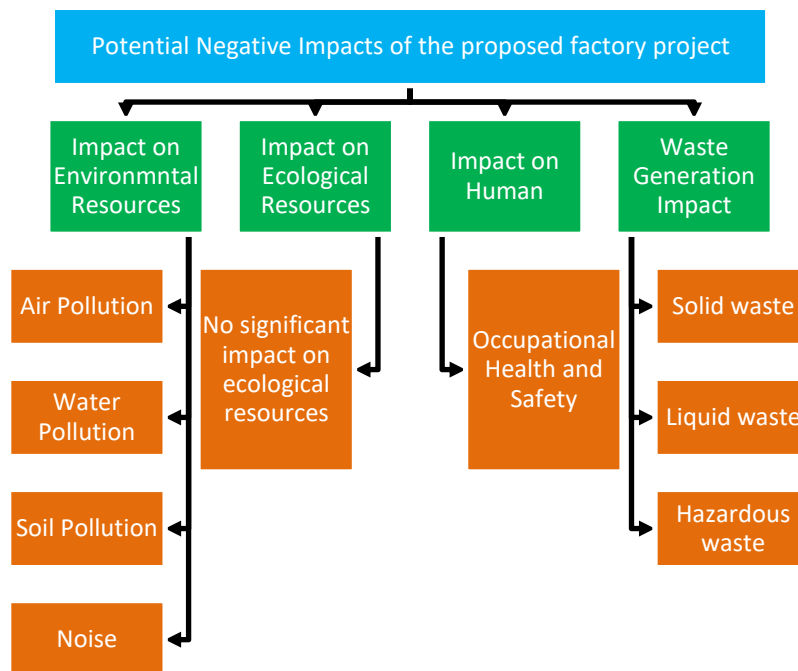 Potential Negative Impacts of the proposed factory project
Impact on
Environmntal
Resources
Impact on
Ecological
Resources
Impact on
Human
Waste
Generation
Impact
Air Pollution
Water
Pollution
Soil Pollution
Noise
No significant
impact on
ecological
resources
Occupational
Health and
Safety
Solid waste
Liquid waste
Hazardous
waste